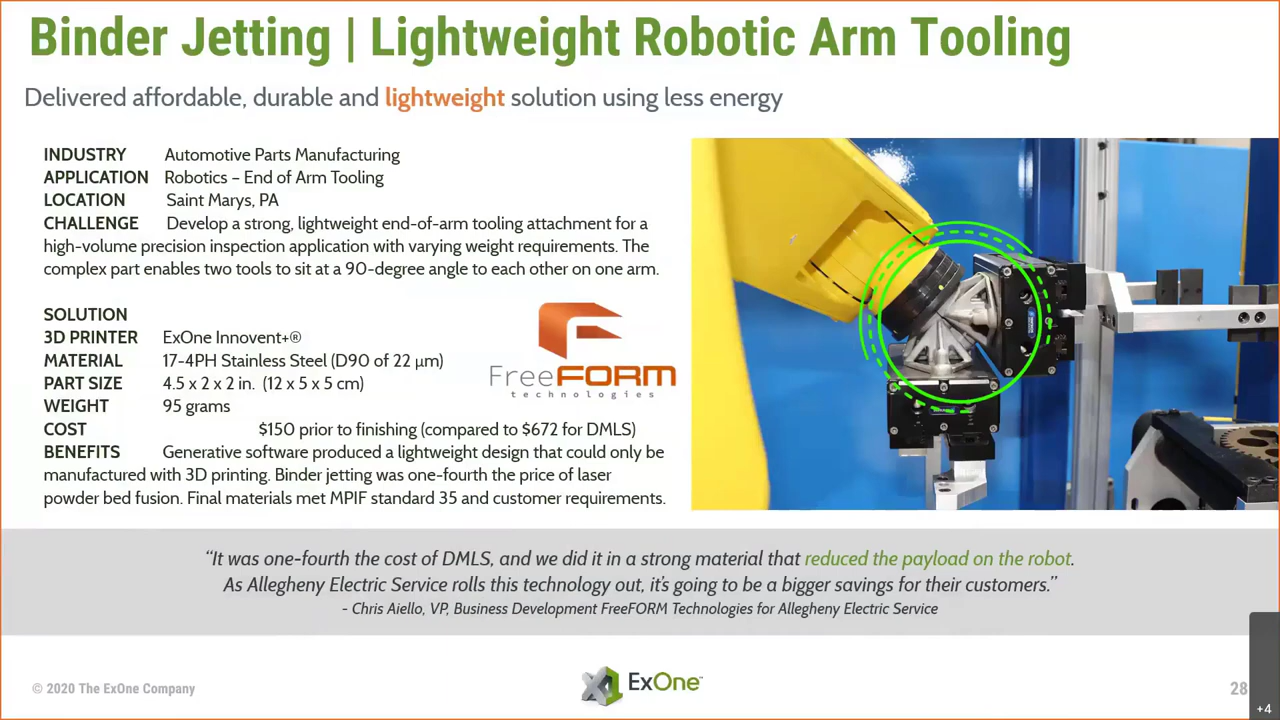 Binder Jetting | Lightweight Robotic Arm Tooling
Delivered affordable, durable and lightweight solution using less energy
INDUSTRY Automotive Parts Manufacturing
APPLICATION Robotics – End of Arm Tooling
LOCATION Saint Marys, PA
CHALLENGE Develop a strong, lightweight end-of-arm tooling attachment for a
high-volume precision inspection application with varying weight requirements. The
complex part enables two tools to sit at a 90-degree angle to each other on one arm.
SOLUTION
3D PRINTER ExOne Innovent+®
MATERIAL 17-4PH Stainless Steel (D90 of 22 µm)
PART SIZE 4.5 x 2 x 2 in. (12 x 5 x 5 cm)
WEIGHT 95 grams
COST $150 prior to finishing (compared to $672 for DMLS)
BENEFITS Generative software produced a lightweight design that could only be
manufactured with 3D printing. Binder jetting was one-fourth the price of laser
powder bed fusion. Final materials met MPIF standard 35 and customer requirements.
FreeFORM
technologies
“It was one-fourth the cost of DMLS, and we did it in a strong material that reduced the payload on the robot.
As Allegheny Electric Service rolls this technology out, it’s going to be a bigger savings for their customers.”
- Chris Aiello, VP, Business Development FreeFORM Technologies for Allegheny Electric Service
© 2020 The ExOne Company
ExOne™
28
+4